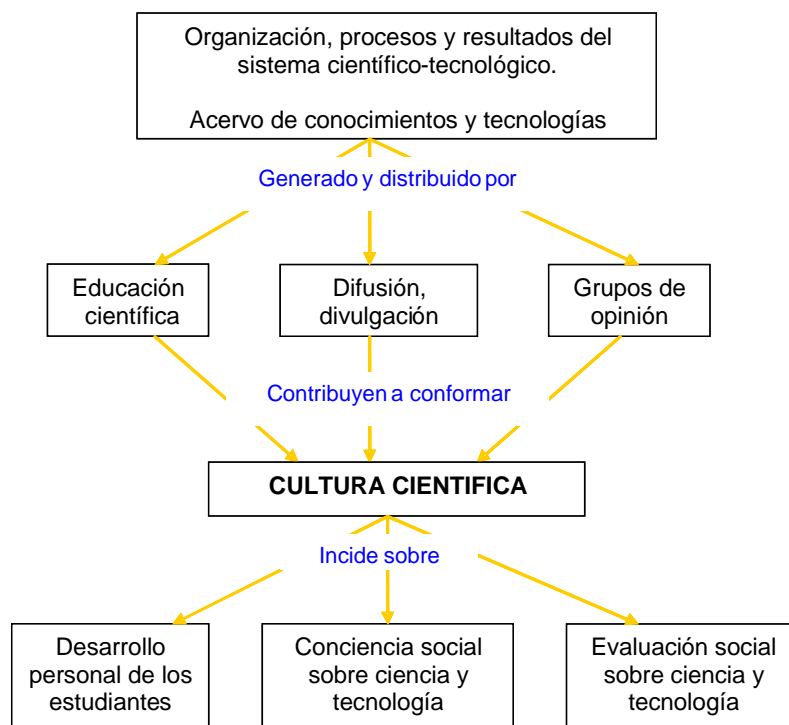 Organización, procesos y resultados del
sistema científico-tecnológico.
Acervo de conocimientos y tecnologías
Generado y distribuido por
Educación
científica
Difusión,
divulgación
Grupos de
opinión
Contribuyen a conformar
CULTURA CIENTIFICA
Incide sobre
Desarrollo
personal de los
estudiantes
Conciencia social
sobre ciencia y
tecnología
Evaluación social
sobre ciencia y
tecnología